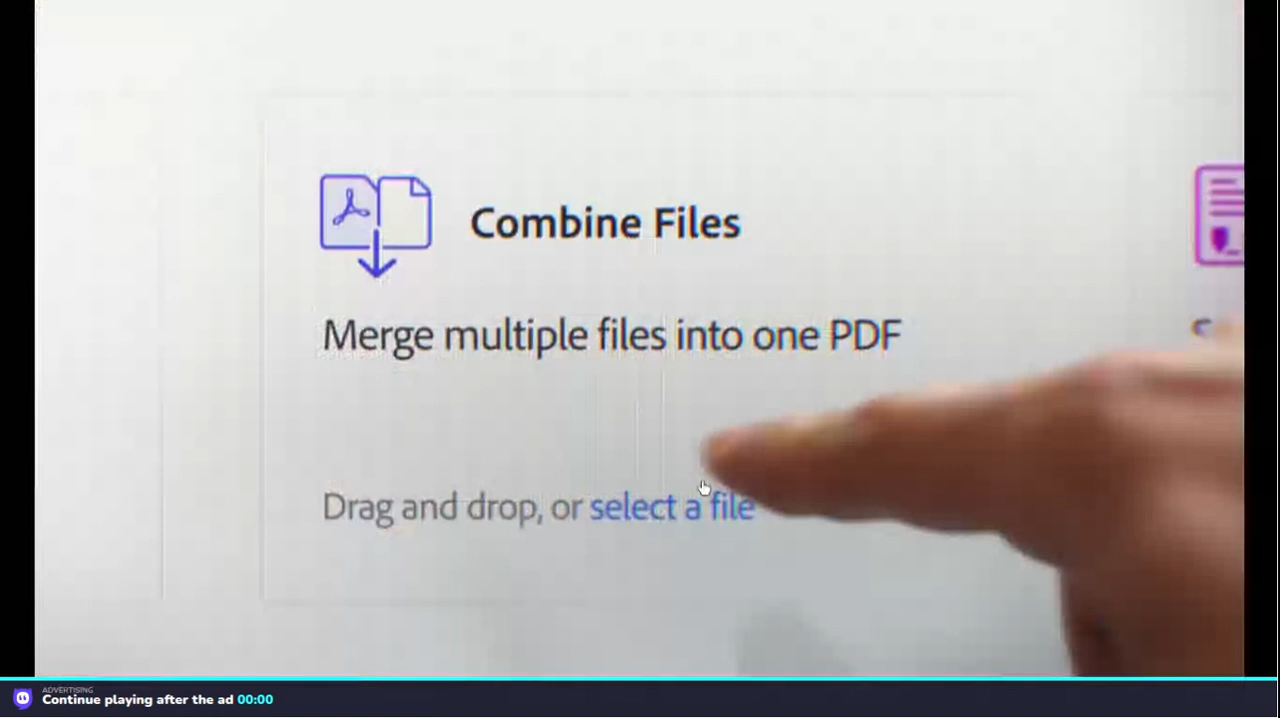 Combine Files
Merge multiple files into one PDF
Drag and drop, or select a file
ADVERTISING
Continue playing after the ad 00:00